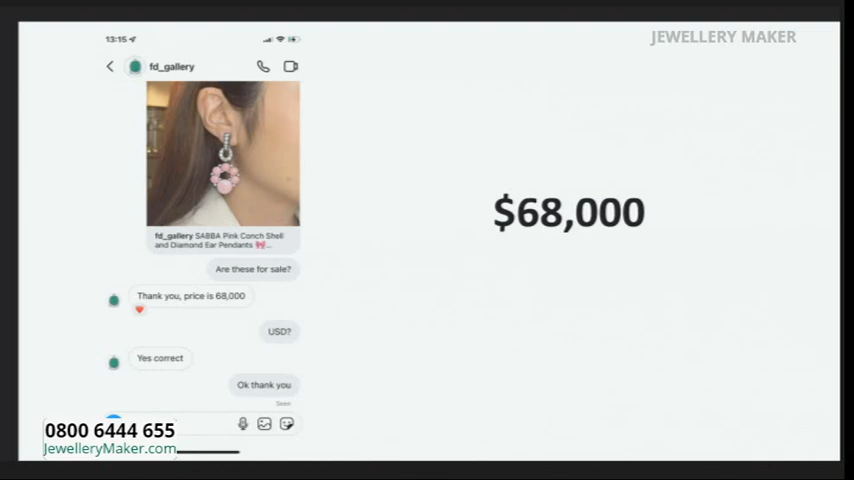 JEWELLERY MAKER
13:15
fd_gallery
fd_gallery SABBA Pink Conch Shell
and Diamond Ear Pendants 🎀...
Are these for sale?
Thank you, price is 68,000
❤️
USD?
Yes correct
Ok thank you
Seen
$68,000
0800 6444 655
JewelleryMaker.com